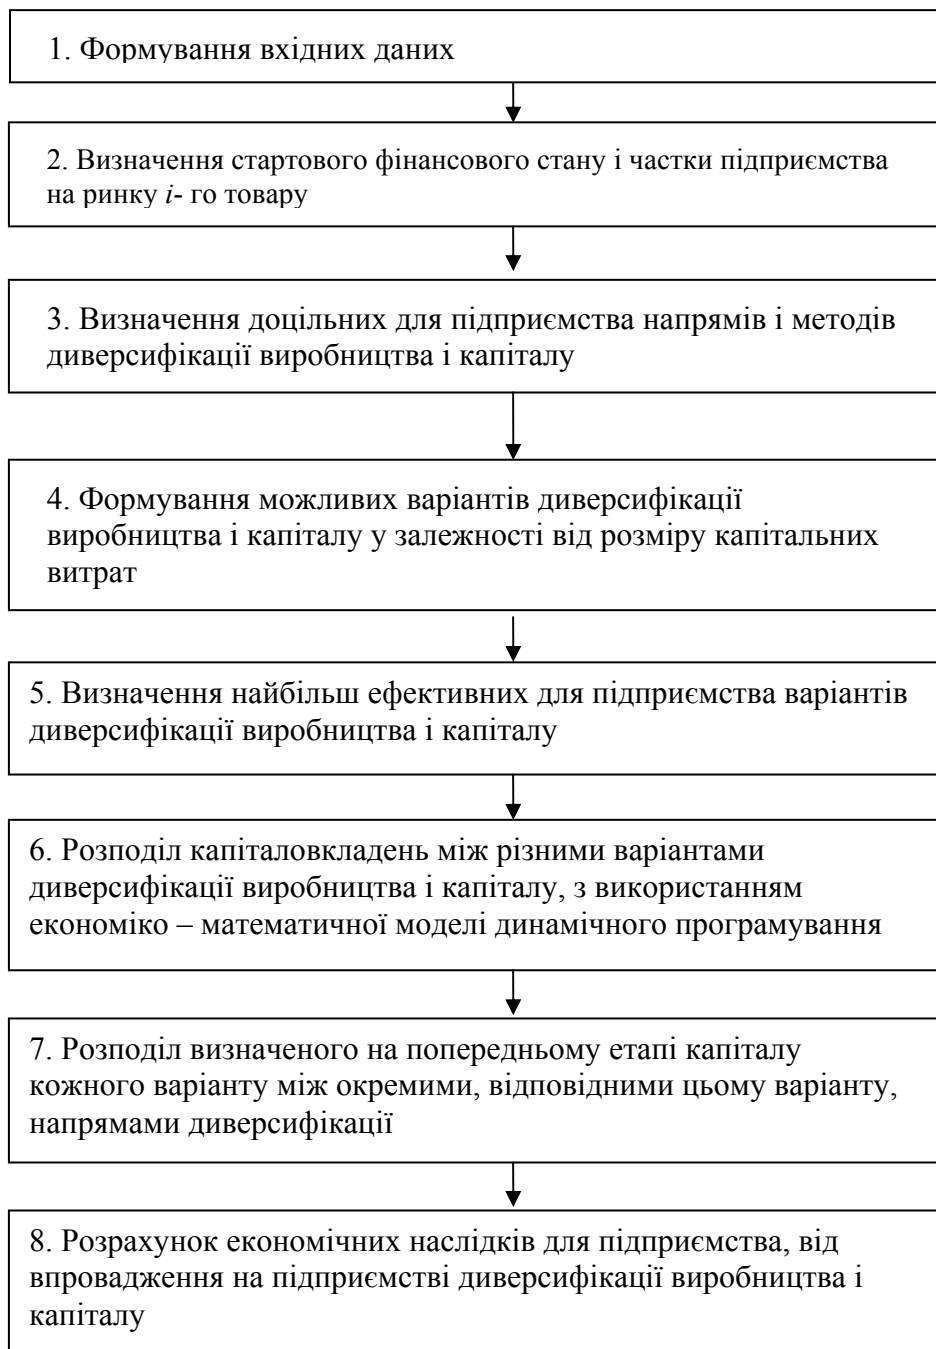 1. Формування вхідних даних
2. Визначення стартового фінансового стану і частки підприємства
на ринку i- го товару
3. Визначення доцільних для підприємства напрямів і методів
диверсифікації виробництва і капіталу
4. Формування можливих варіантів диверсифікації
виробництва і капіталу у залежності від розміру капітальних
витрат
5. Визначення найбільш ефективних для підприємства варіантів
диверсифікації виробництва і капіталу
6. Розподіл капіталовкладень між різними варіантами
диверсифікації виробництва і капіталу, з використанням
економіко – математичної моделі динамічного програмування
7. Розподіл визначеного на попередньому етапі капіталу
кожного варіанту між окремими, відповідними цьому варіанту,
напрямами диверсифікації
8. Розрахунок економічних наслідків для підприємства, від
впровадження на підприємстві диверсифікації виробництва і
капіталу